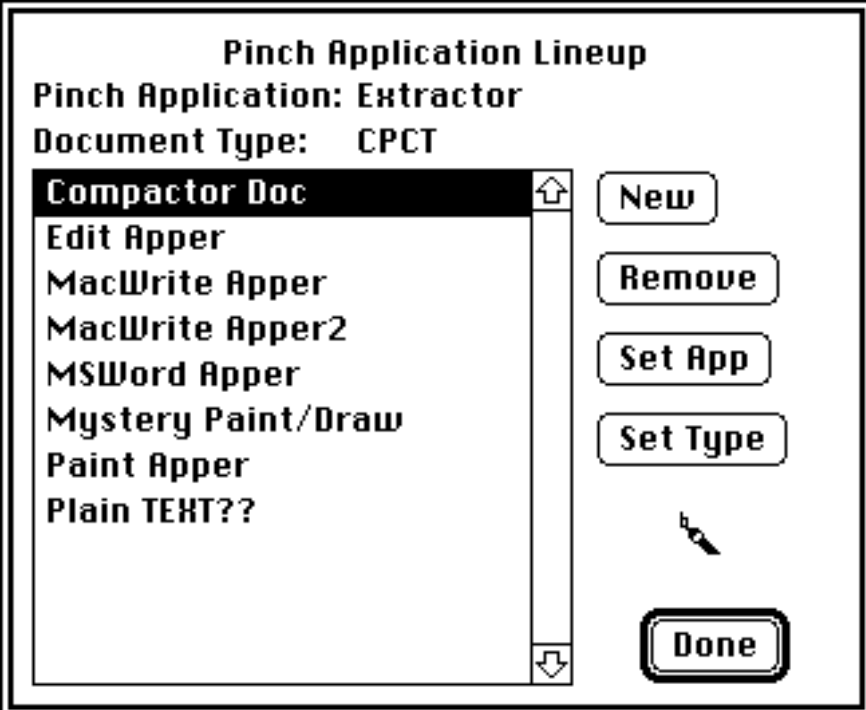 Pinch Application Lineup
Pinch Application: Extractor
Document Type: CPCT
Compactor Doc
Edit Apper
MacWrite Apper
MacWrite Apper2
MSWord Apper
Mystery Paint/Draw
Paint Apper
Plain TEXT??
New
Remove
Set App
Set Type
Done